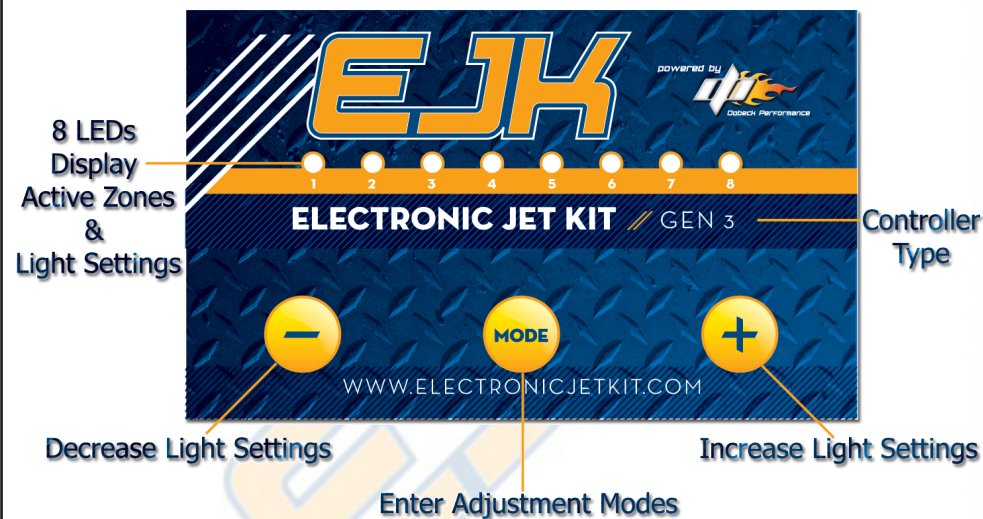 EJK
powered by
Dobeck Performance
8 LEDs
Display
Active Zones
&
Light Settings
1 2 3 4 5 6 7 8
ELECTRONIC JET KIT // GEN 3
Controller
Type
-
MODE
+
WWW.ELECTRONICJETKIT.COM
Decrease Light Settings
Increase Light Settings
Enter Adjustment Modes